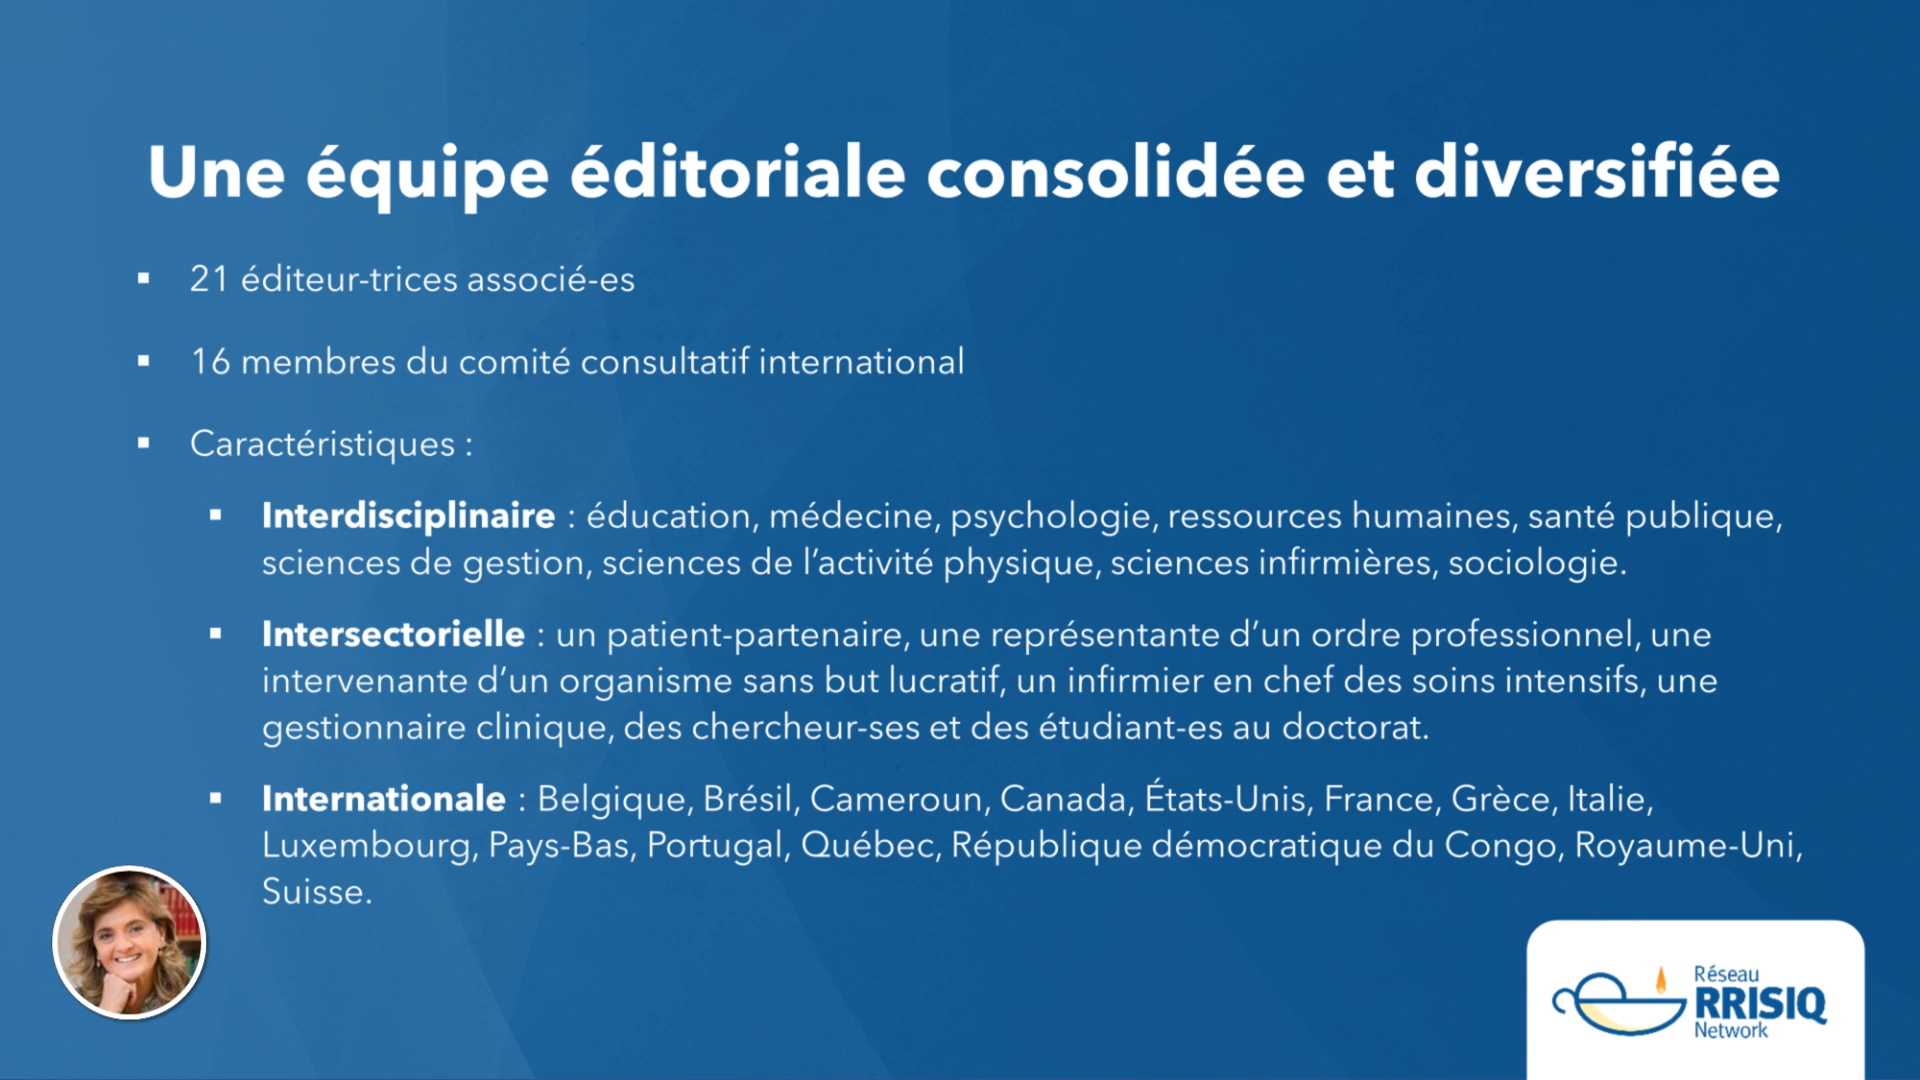 Une équipe éditoriale consolidée et diversifiée
▪ 21 éditeur-trices associé-es
▪ 16 membres du comité consultatif international
▪ Caractéristiques :
▪ Interdisciplinaire : éducation, médecine, psychologie, ressources humaines, santé publique,
sciences de gestion, sciences de l’activité physique, sciences infirmières, sociologie.
▪ Intersectorielle : un patient-partenaire, une représentante d’un ordre professionnel, une
intervenante d’un organisme sans but lucratif, un infirmier en chef des soins intensifs, une
gestionnaire clinique, des chercheur-ses et des étudiant-es au doctorat.
▪ Internationale : Belgique, Brésil, Cameroun, Canada, États-Unis, France, Grèce, Italie,
Luxembourg, Pays-Bas, Portugal, Québec, République démocratique du Congo, Royaume-Uni,
Suisse.
Réseau
RRISIQ
Network